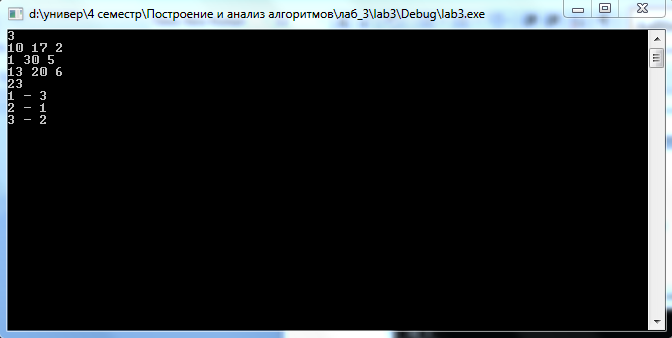 d:\универ\4 семестр\Построение и анализ алгоритмов\лаб_3\lab3\Debug\lab3.exe
3
10 17 2
1 30 5
13 20 6
23
1 - 3
2 - 1
3 - 2